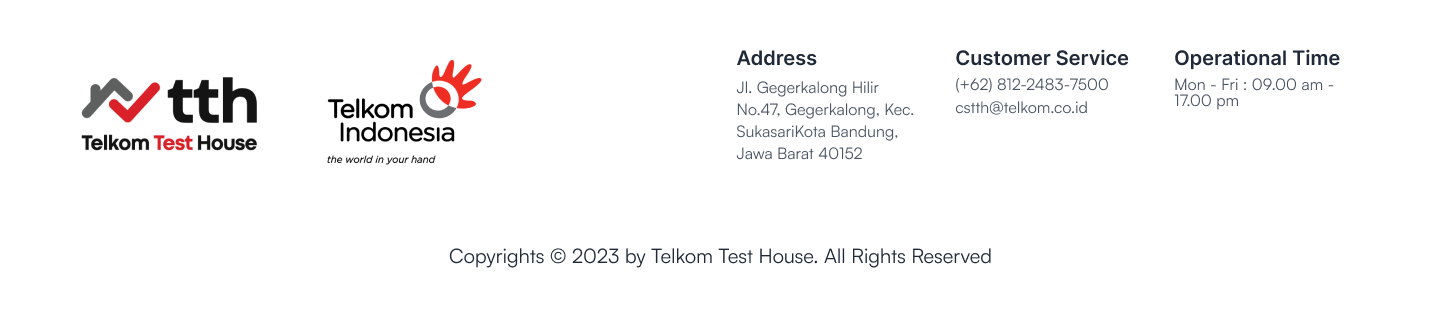 tth
Telkom Test House
Telkom
Indonesia
the world in your hand
Address
Jl. Gegerkalong Hilir
No.47, Gegerkalong, Kec.
SukasariKota Bandung,
Jawa Barat 40152
Customer Service
(+62) 812-2483-7500
cstth@telkom.co.id
Operational Time
Mon - Fri : 09.00 am -
17.00 pm
Copyrights © 2023 by Telkom Test House. All Rights Reserved